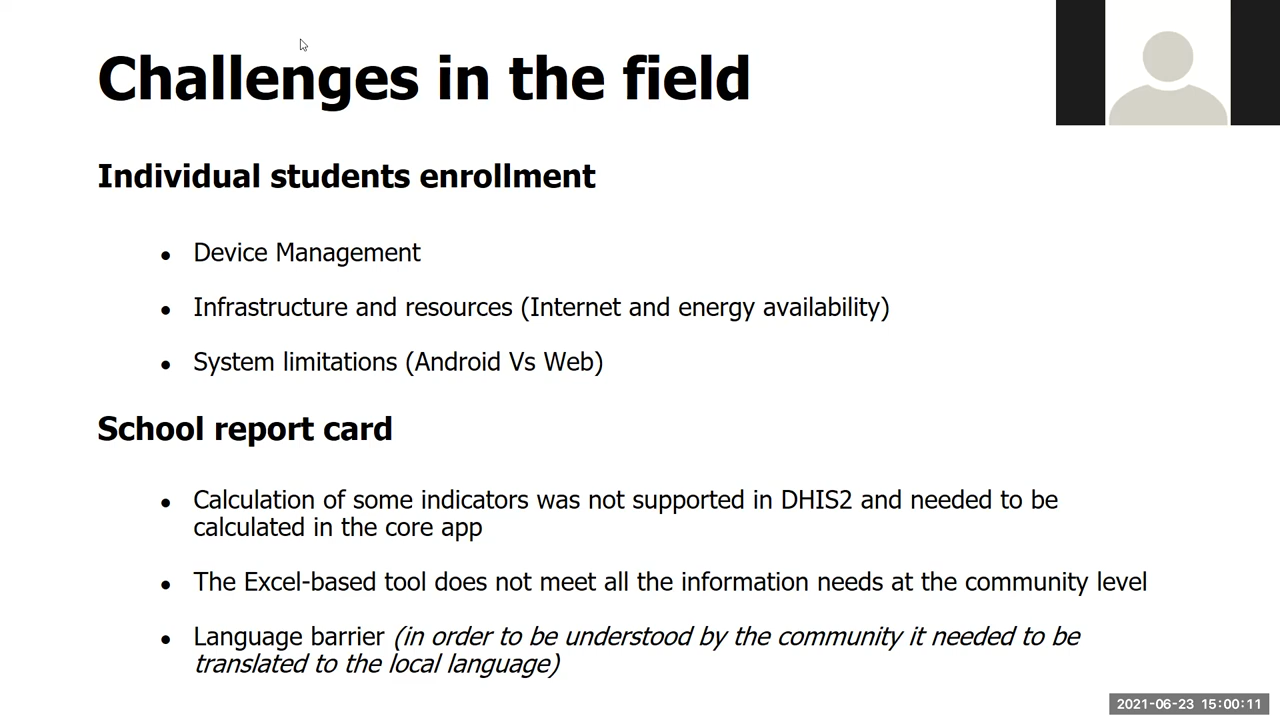 Challenges in the field
Individual students enrollment
● Device Management
● Infrastructure and resources (Internet and energy availability)
● System limitations (Android Vs Web)
School report card
● Calculation of some indicators was not supported in DHIS2 and needed to be
calculated in the core app
● The Excel-based tool does not meet all the information needs at the community level
● Language barrier (in order to be understood by the community it needed to be
translated to the local language)
2021-06-23 15:00:11